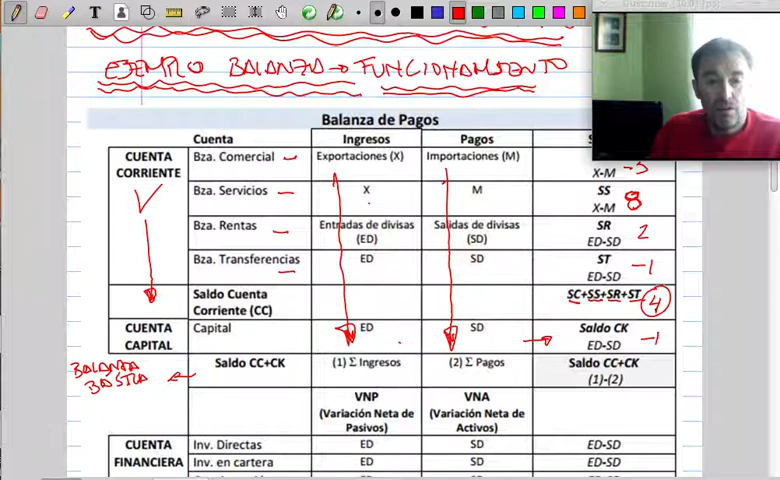 EJEMPLO BALANZA → FUNCIONAMIENTO
Balanza de Pagos
Cuenta Ingresos Pagos
CUENTA CORRIENTE Bza. Comercial Exportaciones (X) Importaciones (M) X-M
Bza. Servicios X M SS X-M 8
Bza. Rentas Entradas de divisas (ED) Salidas de divisas (SD) SR ED-SD 2
Bza. Transferencias ED SD ST ED-SD -1
Saldo Cuenta Corriente (CC) SC+SS+SR+ST 4
CUENTA CAPITAL Capital ED SD Saldo CK ED-SD -1
BALANZA BÁSICA Saldo CC+CK (1) Σ Ingresos (2) Σ Pagos Saldo CC+CK (1)-(2)
VNP (Variación Neta de Pasivos) VNA (Variación Neta de Activos)
CUENTA FINANCIERA Inv. Directas ED SD ED-SD
Inv. en cartera ED SD ED-SD